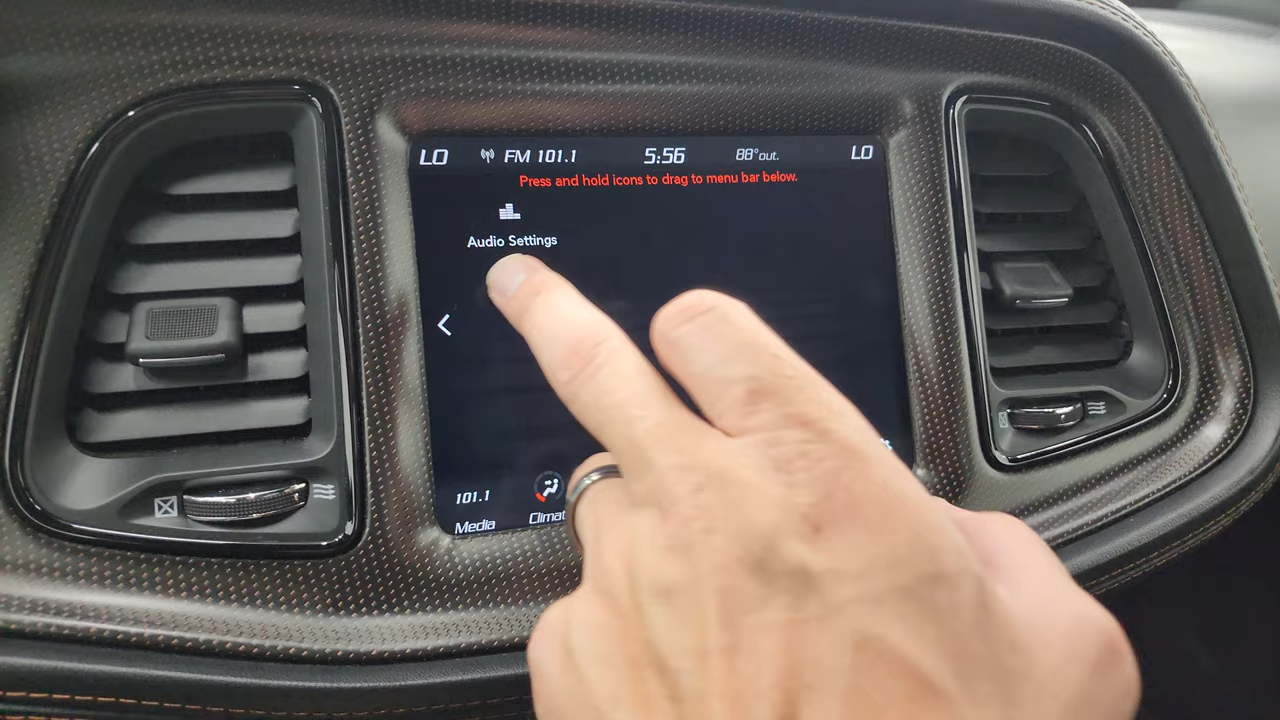 LO FM 101.1 5:56 88°out. LO
Press and hold icons to drag to menu bar below.
Audio Settings
101.1
Media Climat